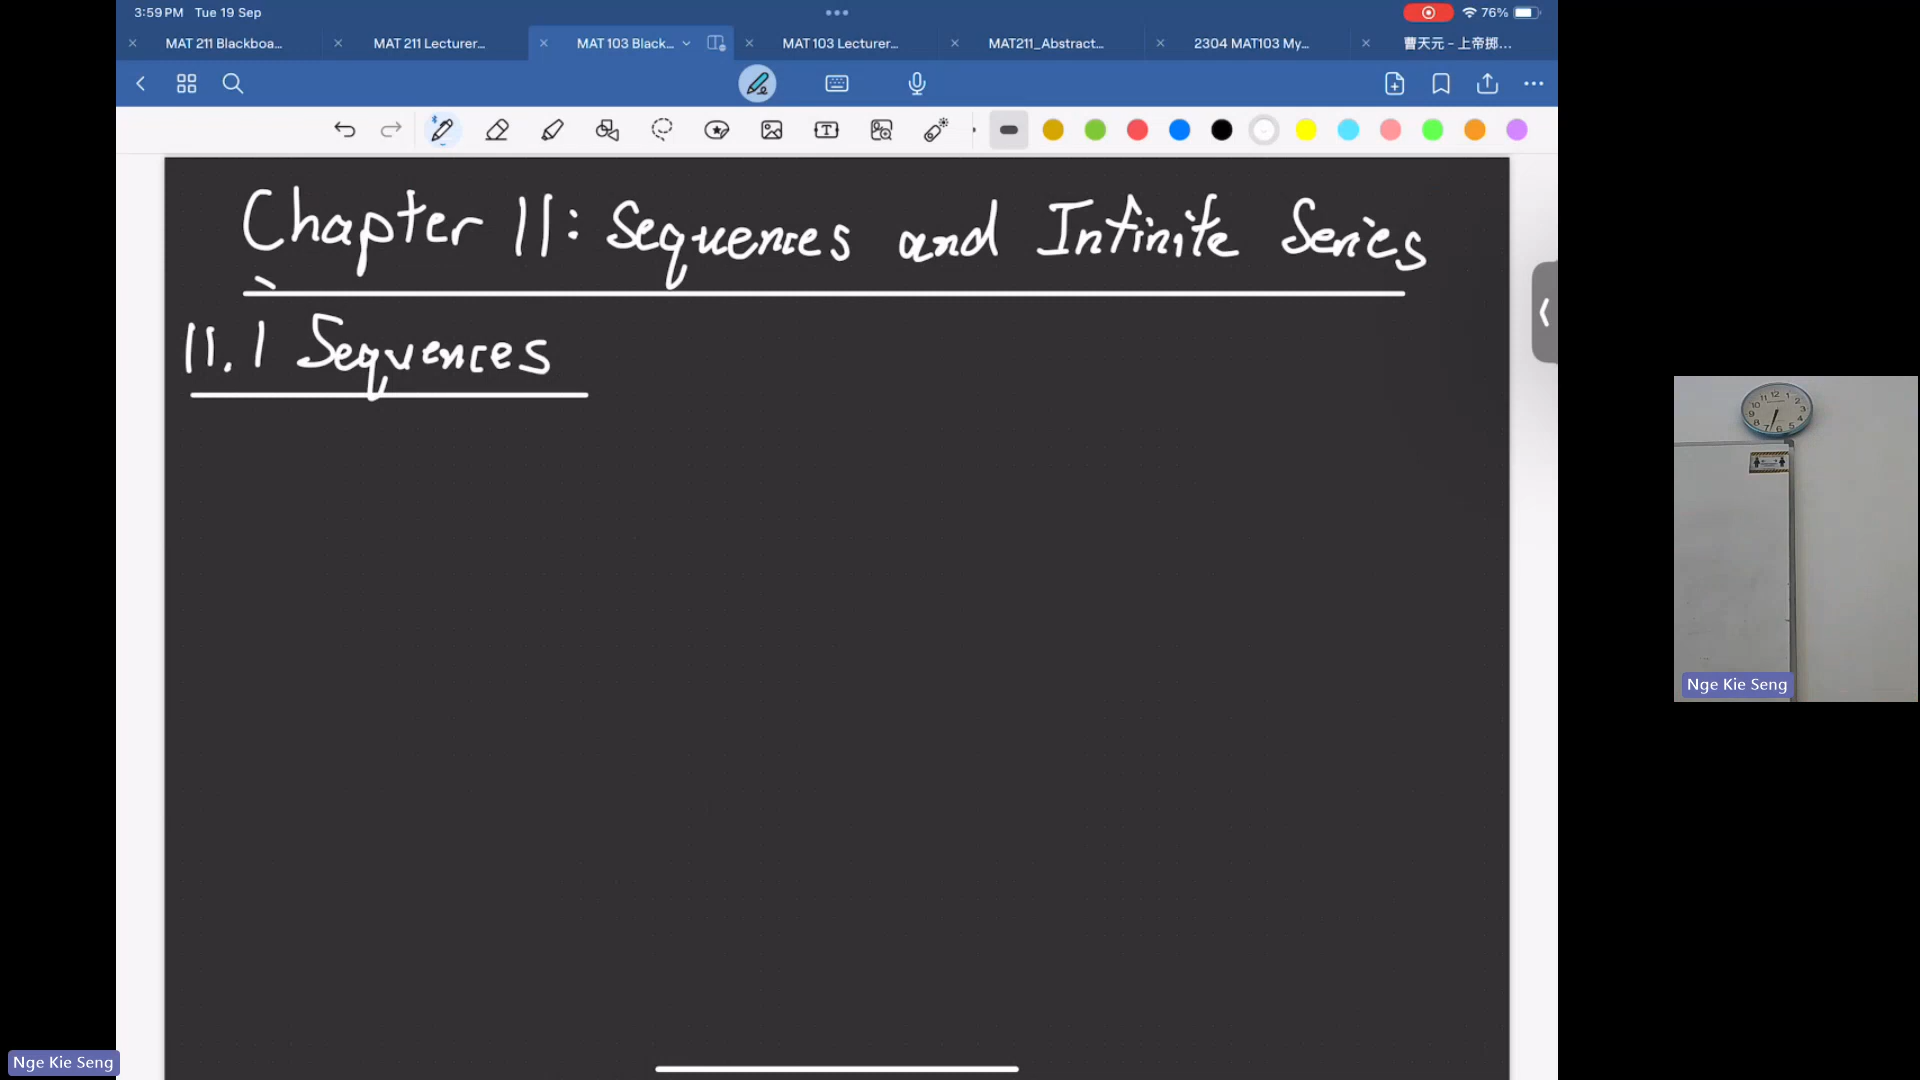 3:59 PM Tue 19 Sep
76%
MAT 211 Blackboa...
MAT 211 Lecturer...
MAT 103 Black...
MAT 103 Lecturer...
MAT211_Abstract...
2304 MAT103 My...
曹天元 - 上帝掷...
Chapter 11: Sequences and Infinite Series
11.1 Sequences
Nge Kie Seng
Nge Kie Seng